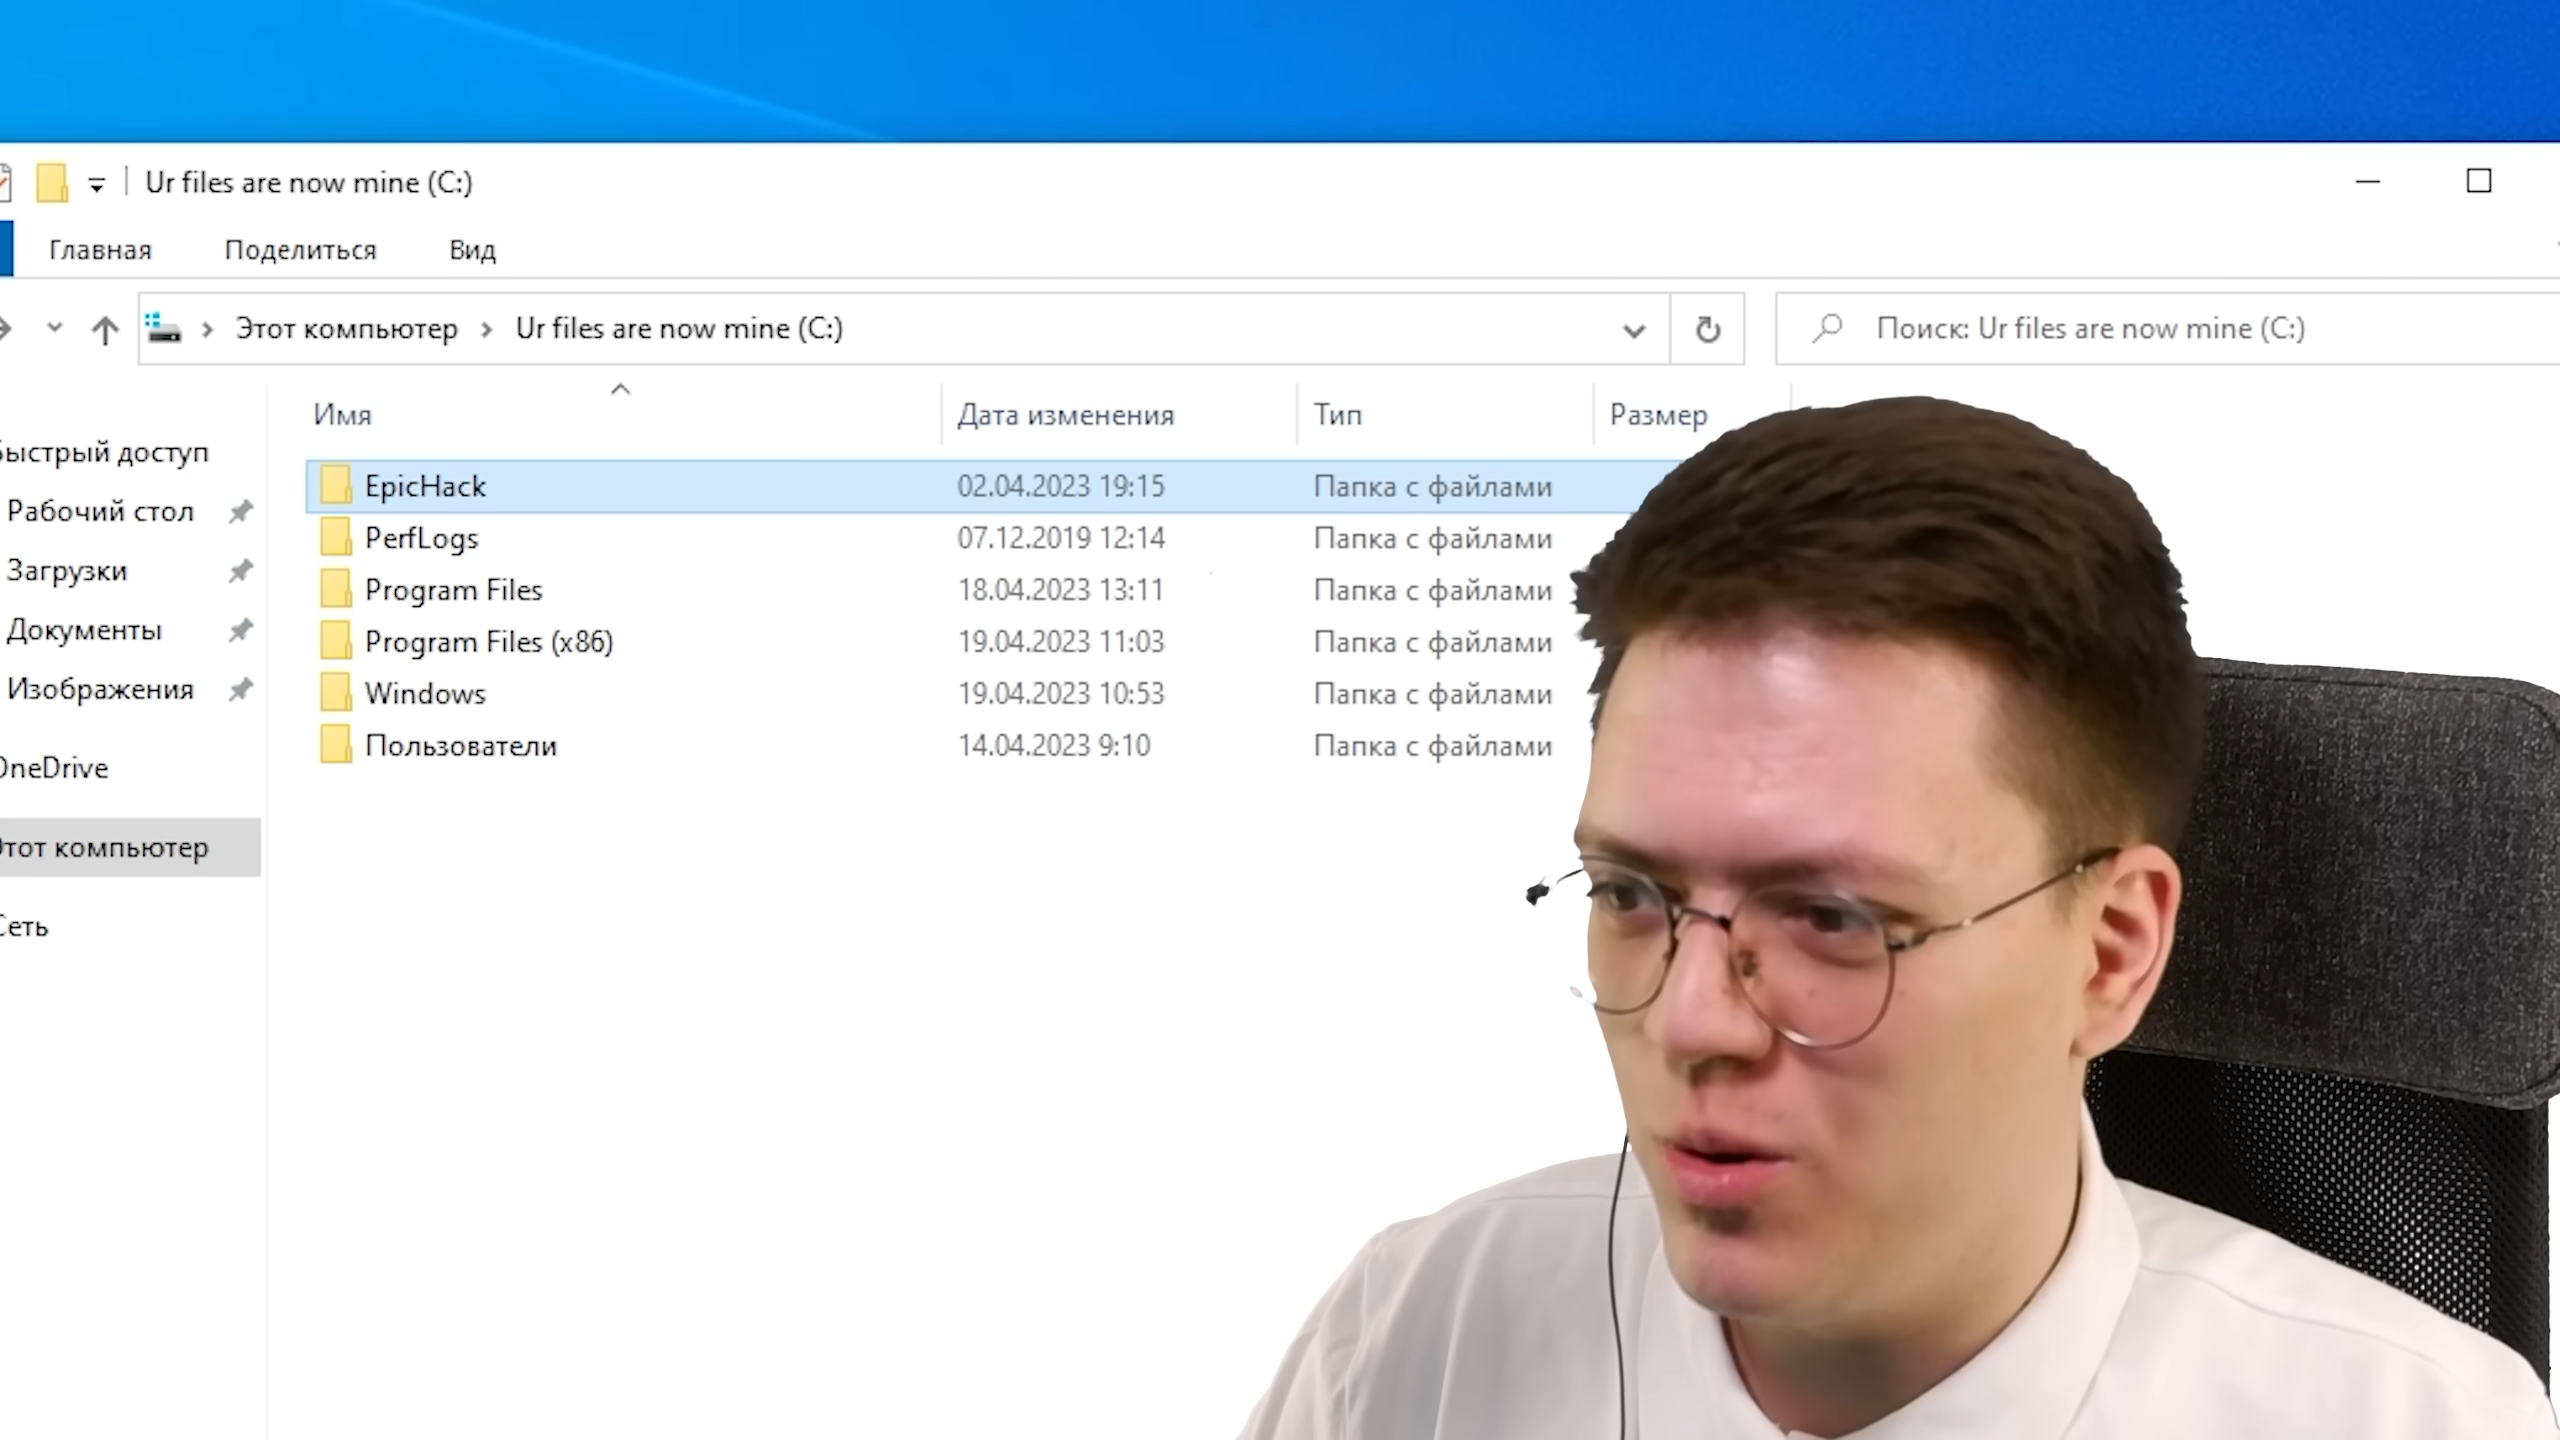 Ur files are now mine (C:)
Главная Поделиться Вид
Этот компьютер Ur files are now mine (C:) Поиск: Ur files are now mine (C:)
Имя Дата изменения Тип Размер
Быстрый доступ
Рабочий стол
Загрузки
Документы
Изображения
OneDrive
Этот компьютер
Сеть
EpicHack 02.04.2023 19:15 Папка с файлами
PerfLogs 07.12.2019 12:14 Папка с файлами
Program Files 18.04.2023 13:11 Папка с файлами
Program Files (x86) 19.04.2023 11:03 Папка с файлами
Windows 19.04.2023 10:53 Папка с файлами
Пользователи 14.04.2023 9:10 Папка с файлами